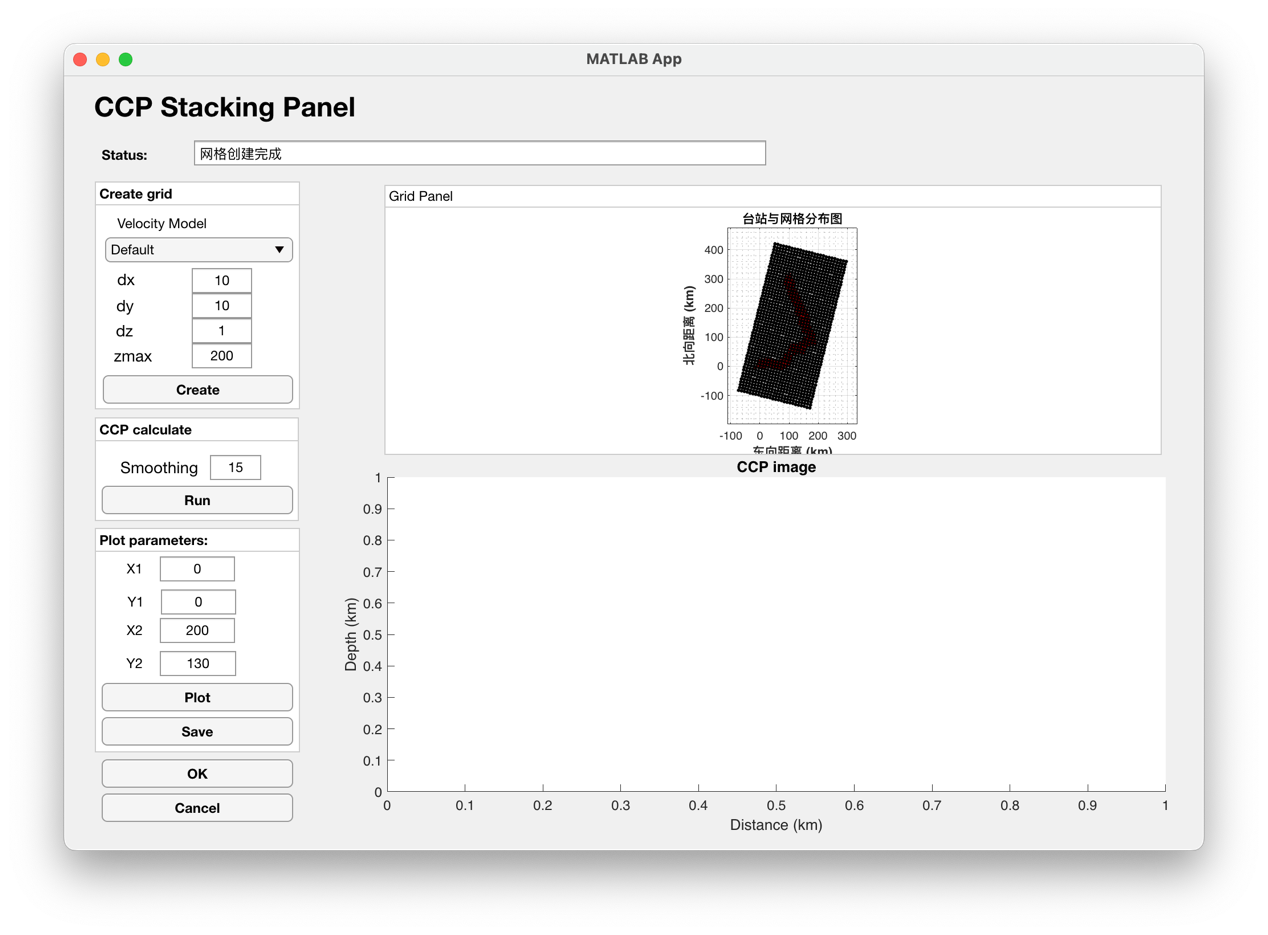 MATLAB App
CCP Stacking Panel
Status:
网格创建完成
Create grid
Velocity Model
Default
dx
10
dy
10
dz
1
zmax
200
Create
CCP calculate
Smoothing
15
Run
Plot parameters:
X1
0
Y1
0
X2
200
Y2
130
Plot
Save
OK
Cancel
Grid Panel
台站与网格分布图
北向距离 (km)
400
300
200
100
0
-100
-100 0 100 200 300
东向距离 (km)
CCP image
Depth (km)
1
0.9
0.8
0.7
0.6
0.5
0.4
0.3
0.2
0.1
0
0 0.1 0.2 0.3 0.4 0.5 0.6 0.7 0.8 0.9 1
Distance (km)